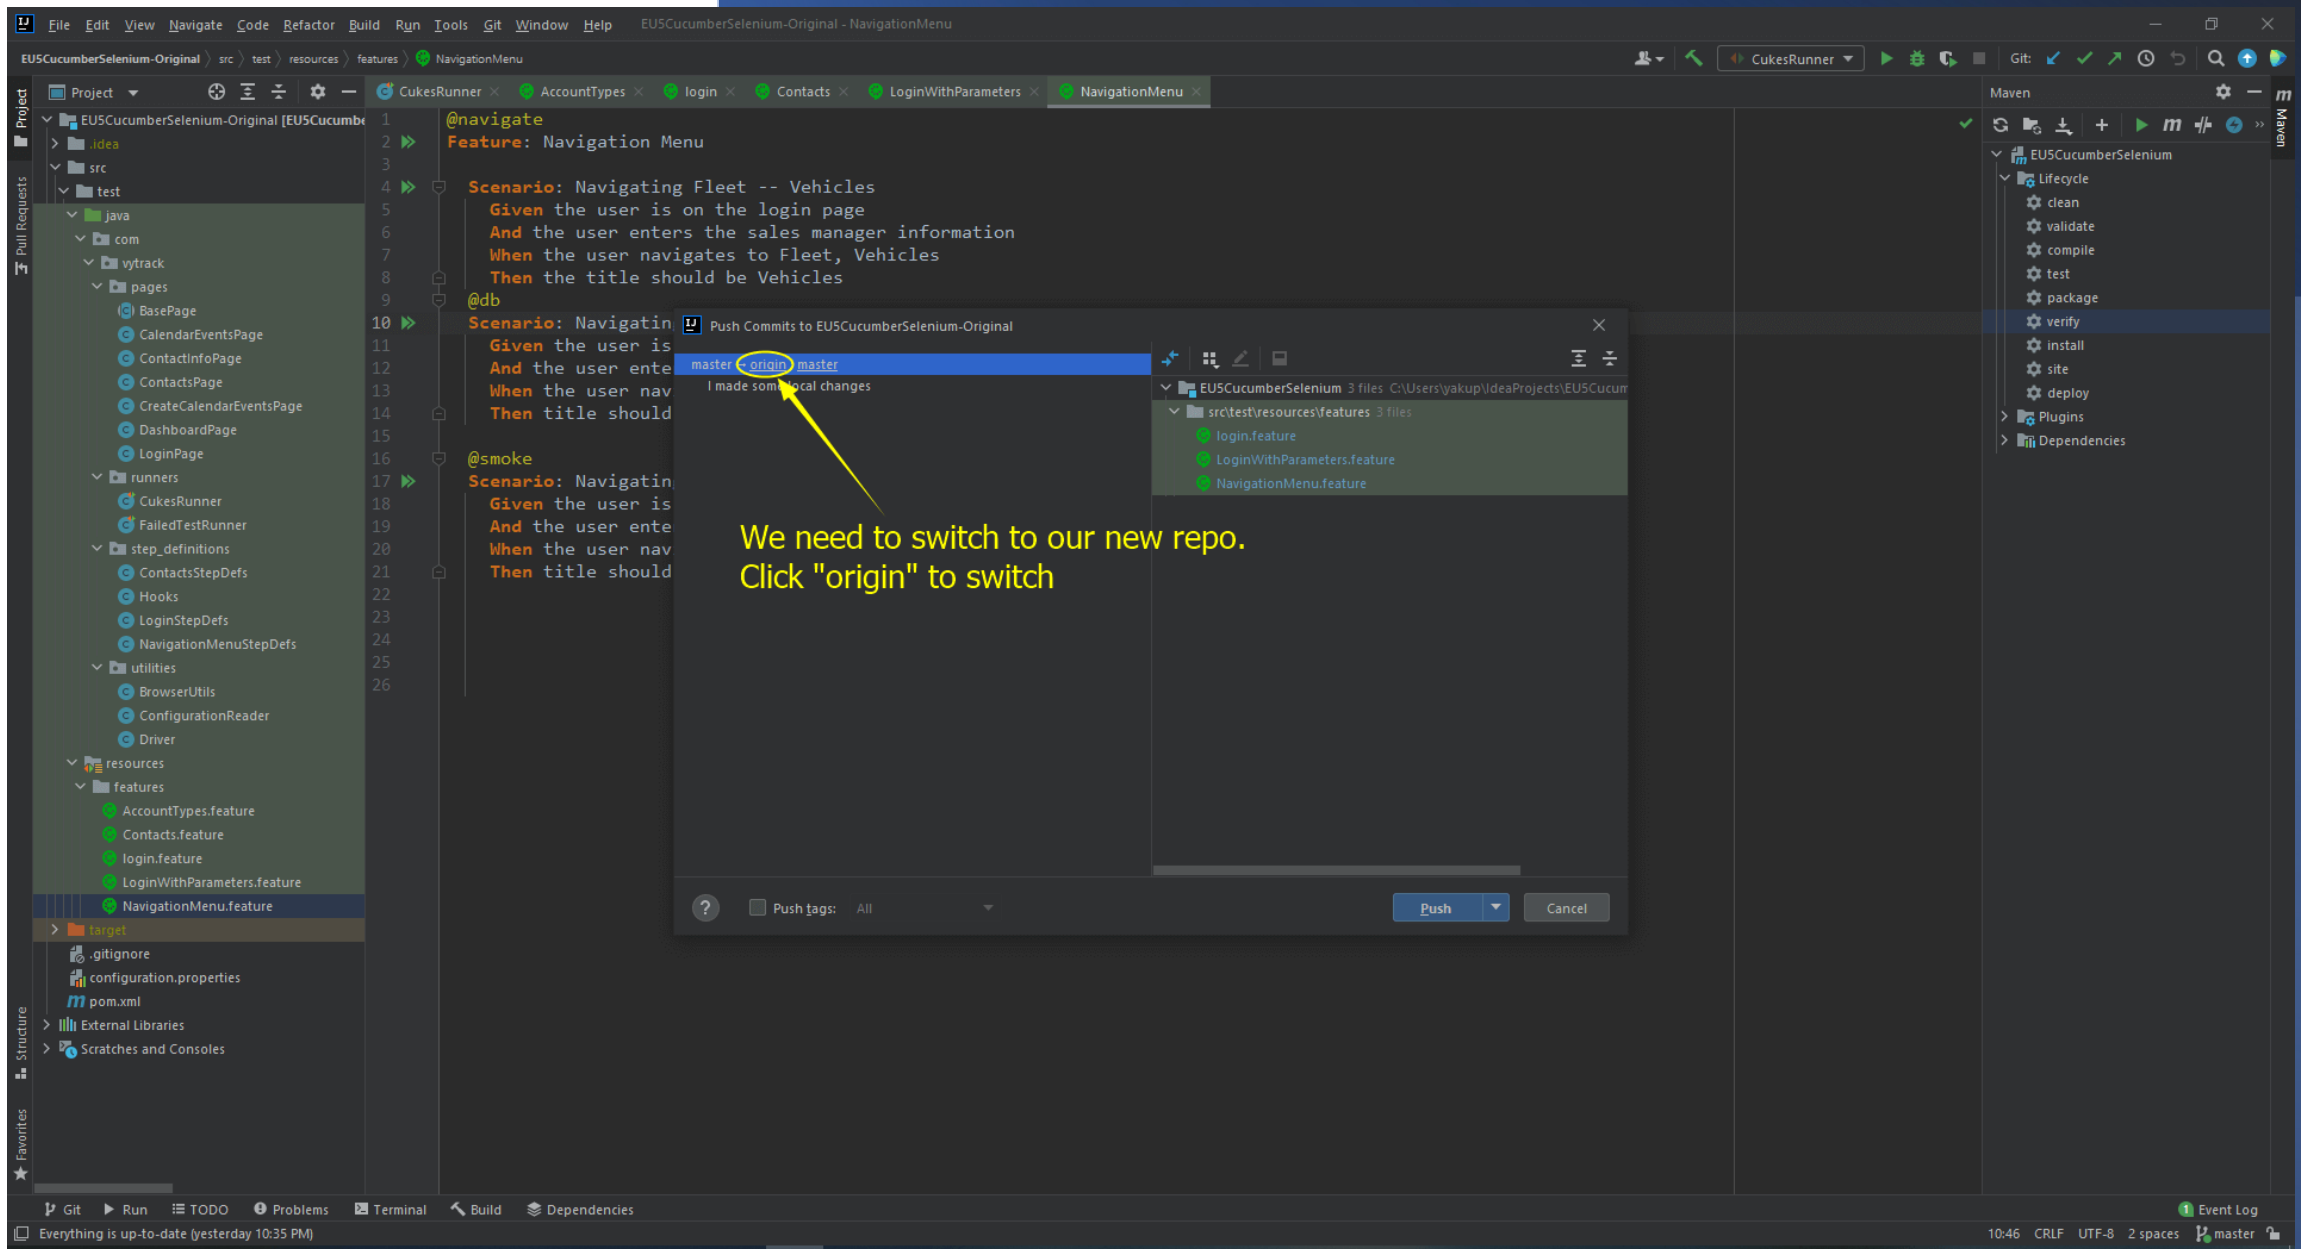 File Edit View Navigate Code Refactor Build Run Tools Git Window Help EU5CucumberSelenium-Original - NavigationMenu
EU5CucumberSelenium-Original src test resources features NavigationMenu
CukesRunner Git:
Project
CukesRunner AccountTypes login Contacts LoginWithParameters NavigationMenu
Maven
Project
Pull Requests
Structure
Favorites
Maven
EU5CucumberSelenium-Original [EU5Cucumbe
.idea
src
test
java
com
vytrack
pages
BasePage
CalendarEventsPage
ContactInfoPage
ContactsPage
CreateCalendarEventsPage
DashboardPage
LoginPage
runners
CukesRunner
FailedTestRunner
step_definitions
ContactsStepDefs
Hooks
LoginStepDefs
NavigationMenuStepDefs
utilities
BrowserUtils
ConfigurationReader
Driver
resources
features
AccountTypes.feature
Contacts.feature
login.feature
LoginWithParameters.feature
NavigationMenu.feature
target
.gitignore
configuration.properties
pom.xml
External Libraries
Scratches and Consoles
1 @navigate
2 Feature: Navigation Menu
3
4 Scenario: Navigating Fleet -- Vehicles
5 Given the user is on the login page
6 And the user enters the sales manager information
7 When the user navigates to Fleet, Vehicles
8 Then the title should be Vehicles
9 @db
10 Scenario: Navigatin
11 Given the user is
12 And the user ente
13 When the user nav
14 Then title should
15
16 @smoke
17 Scenario: Navigatin
18 Given the user is
19 And the user ente
20 When the user nav
21 Then title should
22
23
24
25
26
Push Commits to EU5CucumberSelenium-Original
master → origin : master
I made some local changes
EU5CucumberSelenium 3 files C:\Users\yakup\IdeaProjects\EU5Cucum
src\test\resources\features 3 files
login.feature
LoginWithParameters.feature
NavigationMenu.feature
We need to switch to our new repo.
Click "origin" to switch
? Push tags: All
Push Cancel
EU5CucumberSelenium
Lifecycle
clean
validate
compile
test
package
verify
install
site
deploy
Plugins
Dependencies
Git Run TODO Problems Terminal Build Dependencies
1 Event Log
Everything is up-to-date (yesterday 10:35 PM)
10:46 CRLF UTF-8 2 spaces master